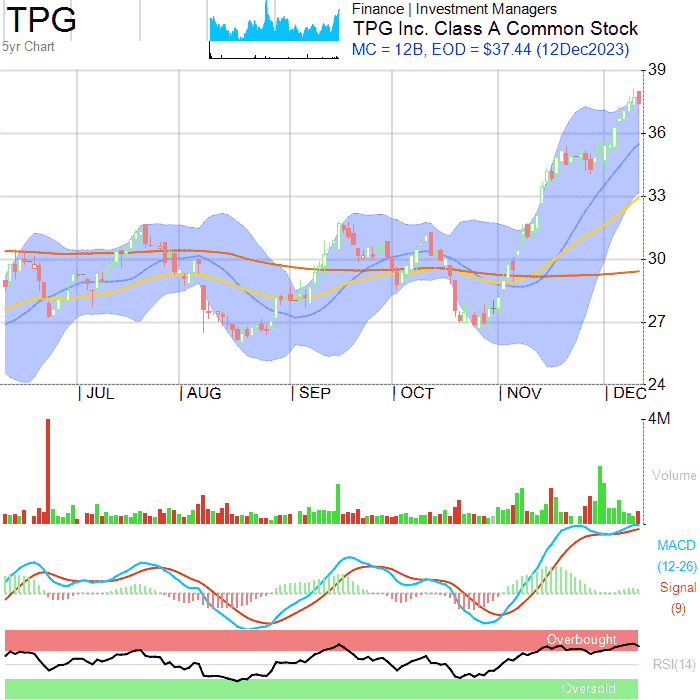 TPG
Finance | Investment Managers
TPG Inc. Class A Common Stock
5yr Chart
MC = 12B, EOD = $37.44 (12Dec2023)
39
36
33
30
27
24
JUL
AUG
SEP
OCT
NOV
DEC
4M
Volume
MACD
(12-26)
Signal
(9)
Overbought
RSI(14)
Oversold